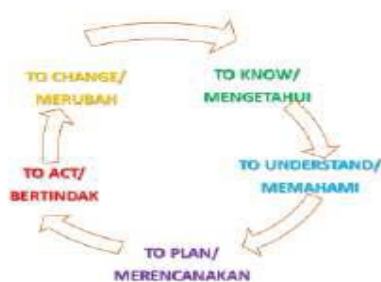 TO CHANGE/
MERUBAH
TO KNOW/
MENGETAHUI
TO UNDERSTAND/
MEMAHAMI
TO PLAN/
MERENCANAKAN
TO ACT/
BERTINDAK